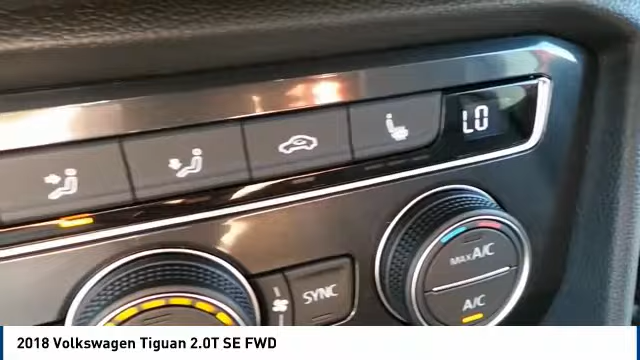 LO
MAX A/C
SYNC
A/C
2018 Volkswagen Tiguan 2.0T SE FWD